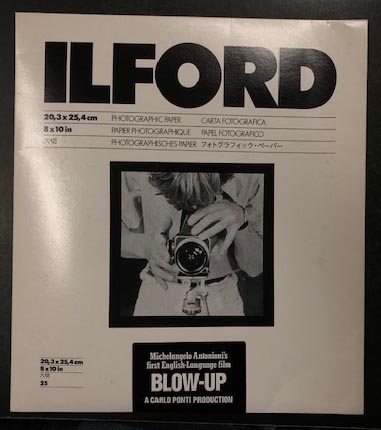 ILFORD
20,3 x 25,4 cm PHOTOGRAPHIC PAPER CARTA FOTOGRAFICA
8 x 10 in PAPIER PHOTOGRAPHIQUE PAPEL FOTOGRAFICO
六切 PHOTOGRAPHISCHES PAPIER フォトグラフィック・ペーパー
20,3 x 25,4 cm
8 x 10 in
六切
25
Michelangelo Antonioni's
first English-Language film
BLOW-UP
A CARLO PONTI PRODUCTION